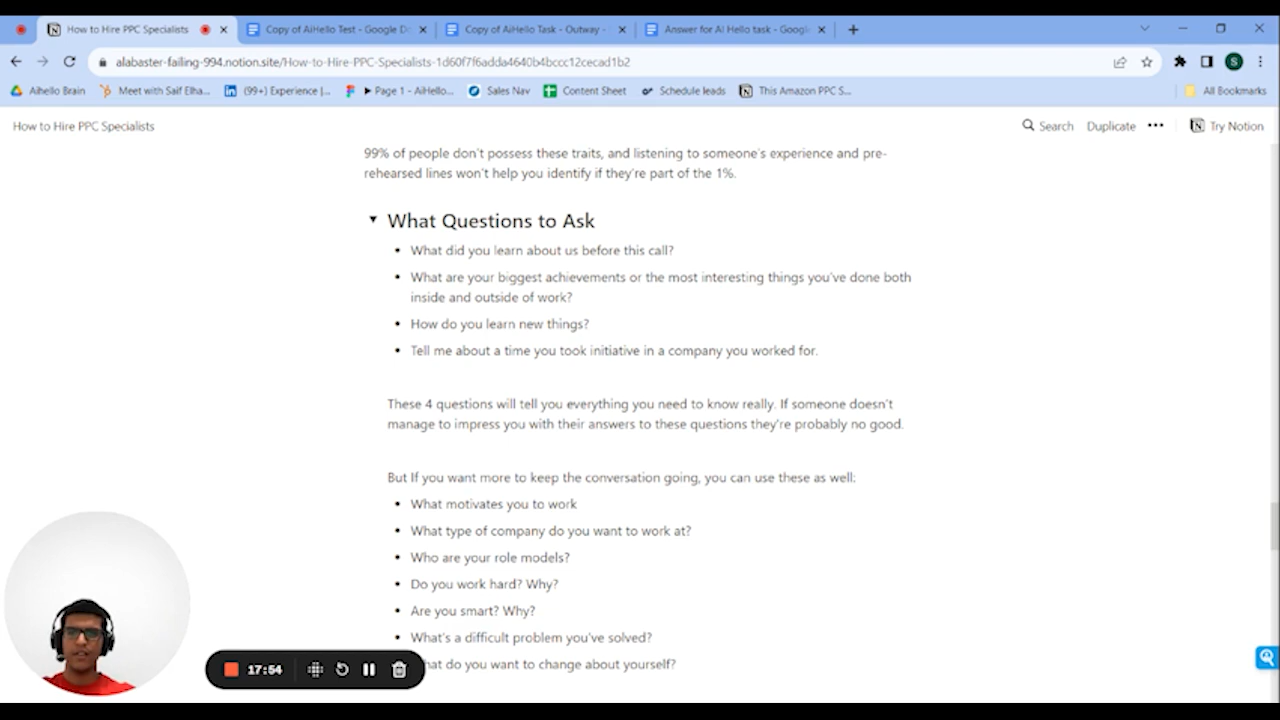 How to Hire PPC Specialists
Copy of AiHello Test - Google Do
Copy of AiHello Task - Outway -
Answer for AI Hello task - Googl
alabaster-failing-994.notion.site/How-to-Hire-PPC-Specialists-1d60f7f6adda4640b4bccc12cecad1b2
S
Aihello Brain
Meet with Saif Elha...
(99+) Experience |...
► Page 1 - AiHello...
Sales Nav
Content Sheet
Schedule leads
This Amazon PPC S...
All Bookmarks
How to Hire PPC Specialists
Search
Duplicate
Try Notion
99% of people don't possess these traits, and listening to someone's experience and pre-
rehearsed lines won't help you identify if they're part of the 1%.
What Questions to Ask
• What did you learn about us before this call?
• What are your biggest achievements or the most interesting things you've done both
inside and outside of work?
• How do you learn new things?
• Tell me about a time you took initiative in a company you worked for.
These 4 questions will tell you everything you need to know really. If someone doesn't
manage to impress you with their answers to these questions they're probably no good.
But If you want more to keep the conversation going, you can use these as well:
• What motivates you to work
• What type of company do you want to work at?
• Who are your role models?
• Do you work hard? Why?
• Are you smart? Why?
• What's a difficult problem you've solved?
hat do you want to change about yourself?
17:54